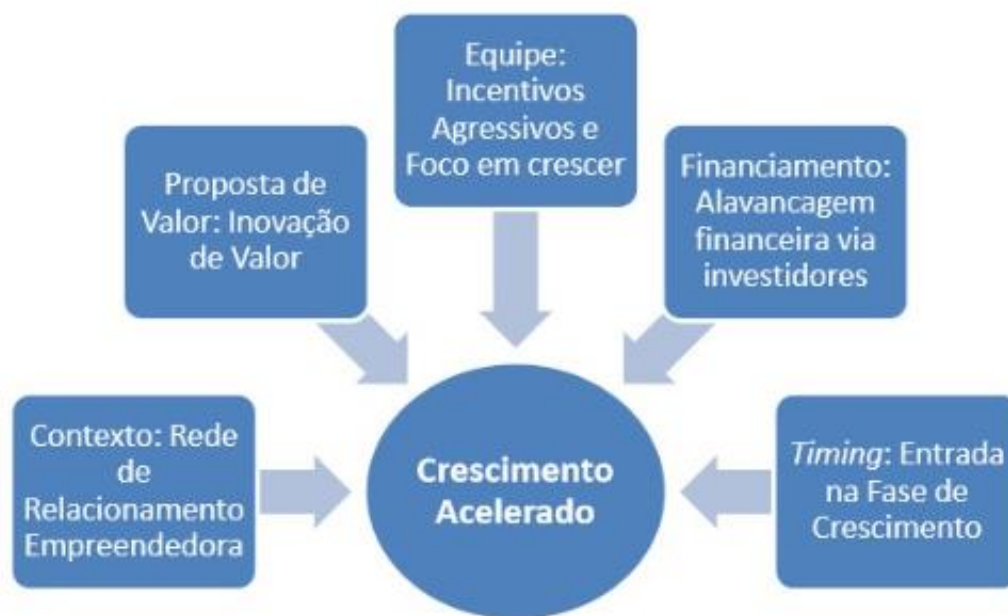 Contexto: Rede
de
Relacionamento
Empreendedora
Proposta de
Valor: Inovação
de Valor
Equipe:
Incentivos
Agressivos e
Foco em crescer
Financiamento:
Alavancagem
financeira via
investidores
Timing: Entrada
na Fase de
Crescimento
Crescimento
Acelerado